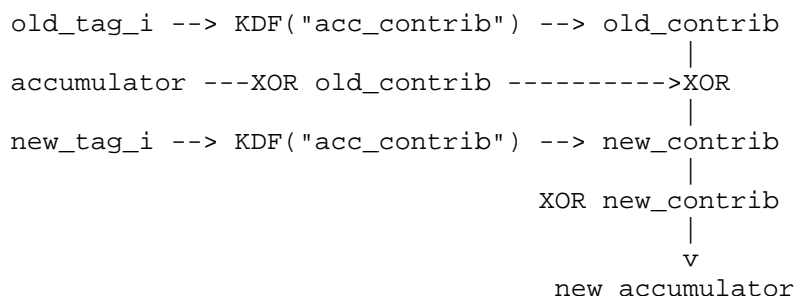 old_tag_i --> KDF("acc_contrib") --> old_contrib
|
accumulator ---XOR old_contrib ---------->XOR
|
new_tag_i --> KDF("acc_contrib") --> new_contrib
|
XOR new_contrib
|
v
new accumulator